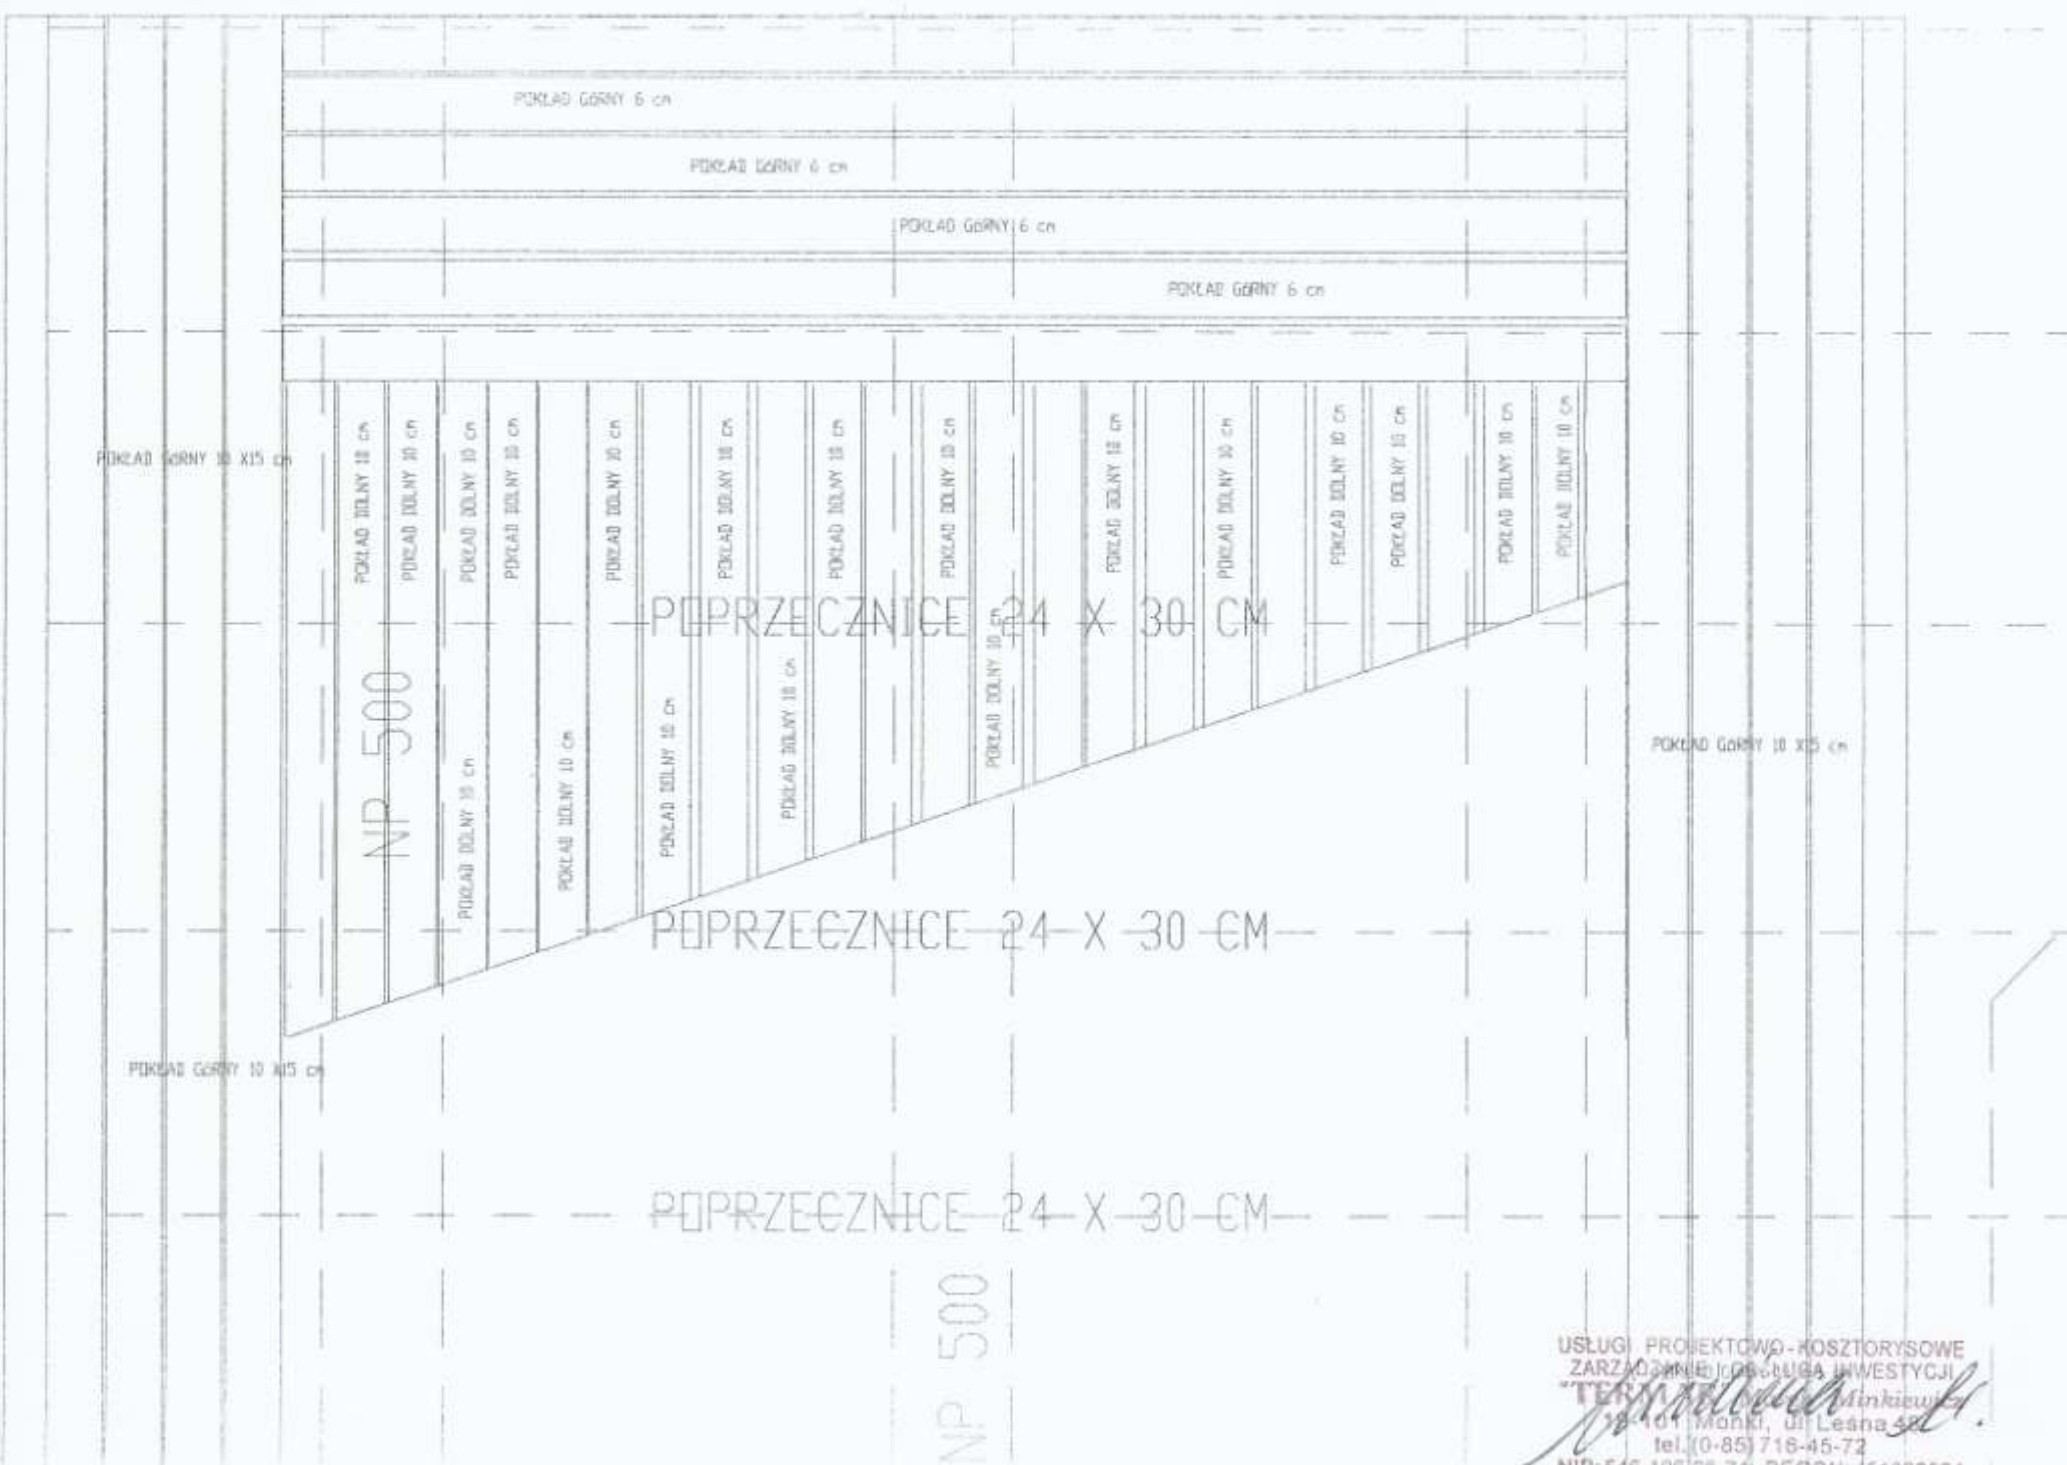 POKŁAD GóRNY 6 cm
POKŁAD GóRNY 6 cm
POKŁAD GóRNY 6 cm
POKŁAD GóRNY 6 cm
POKŁAD GóRNY 10 X15 cm
POKŁAD DOLNY 10 cm
POKŁAD DOLNY 10 cm
POKŁAD DOLNY 10 cm
POKŁAD DOLNY 10 cm
POKŁAD DOLNY 10 cm
POKŁAD DOLNY 10 cm
POKŁAD DOLNY 10 cm
POKŁAD DOLNY 10 cm
POKŁAD DOLNY 10 cm
POKŁAD DOLNY 10 cm
POKŁAD DOLNY 10 cm
POKŁAD DOLNY 10 cm
POKŁAD DOLNY 10 cm
POKŁAD DOLNY 10 cm
POPRZECZNICE 24 X 30 CM
NP 500
POKŁAD DOLNY 10 cm
POKŁAD DOLNY 10 cm
POKŁAD DOLNY 10 cm
POKŁAD DOLNY 10 cm
POKŁAD DOLNY 10 cm
POKŁAD GóRNY 10 X15 cm
POPRZECZNICE 24 X 30 CM
POKŁAD GóRNY 10 X15 cm
POPRZECZNICE 24 X 30 CM
NP 500
USŁUGI PROJEKTOWO-KOSZTORYSOWE
ZARZĄDZANIE I OBSŁUGA INWESTYCJI
Minkiewicz
Mońki, ul. Leśna
tel. (0-85) 716-45-72